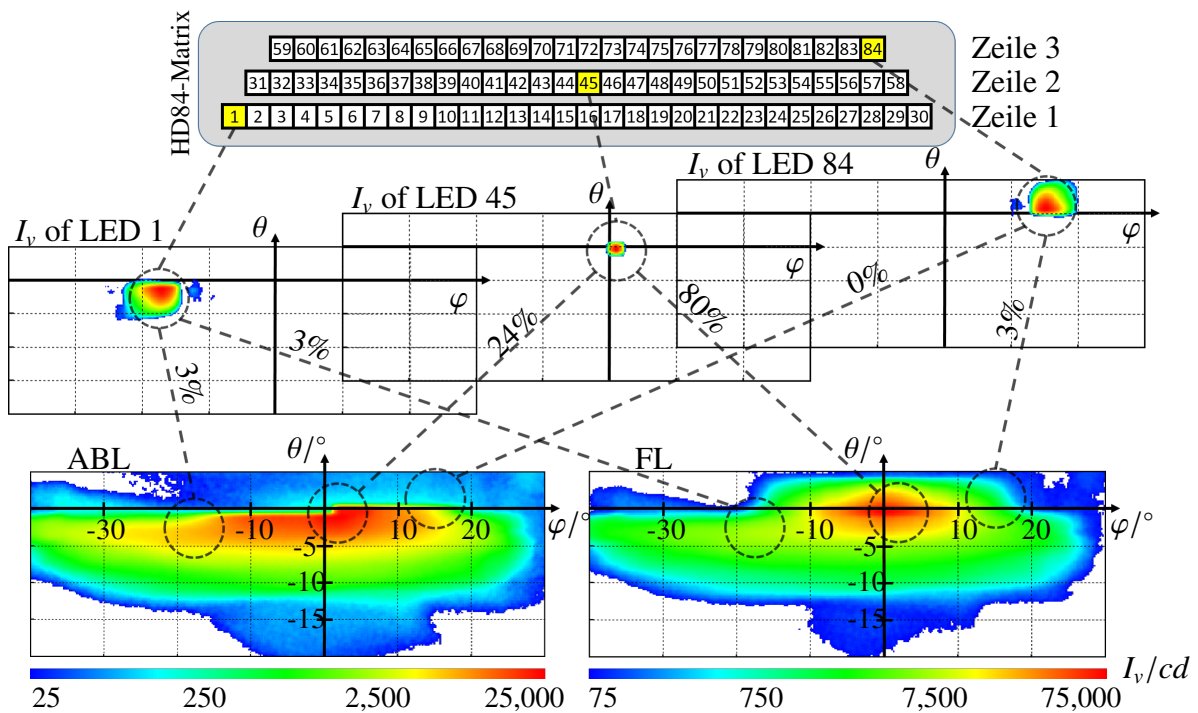 HD84-Matrix
59 60 61 62 63 64 65 66 67 68 69 70 71 72 73 74 75 76 77 78 79 80 81 82 83 84
Zeile 3
31 32 33 34 35 36 37 38 39 40 41 42 43 44 45 46 47 48 49 50 51 52 53 54 55 56 57 58
Zeile 2
1 2 3 4 5 6 7 8 9 10 11 12 13 14 15 16 17 18 19 20 21 22 23 24 25 26 27 28 29 30
Zeile 1
I_v of LED 84
θ
φ
I_v of LED 45
θ
φ
I_v of LED 1
θ
φ
3%
3%
24%
80%
0%
3%
ABL
θ/°
-30 -10 10 20
φ/°
-5
-10
-15
FL
θ/°
-30 -10 10 20
φ/°
-5
-10
-15
25 250 2,500 25,000
75 750 7,500 75,000
I_v/cd